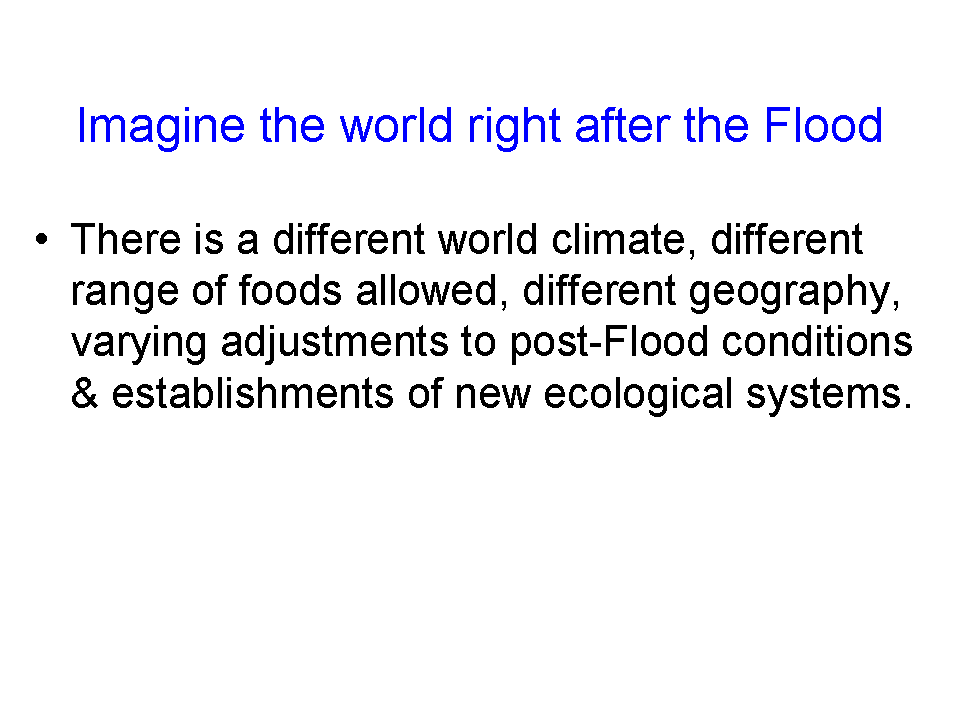 Imagine the world right after the Flood
• There is a different world climate, different
range of foods allowed, different geography,
varying adjustments to post-Flood conditions
& establishments of new ecological systems.